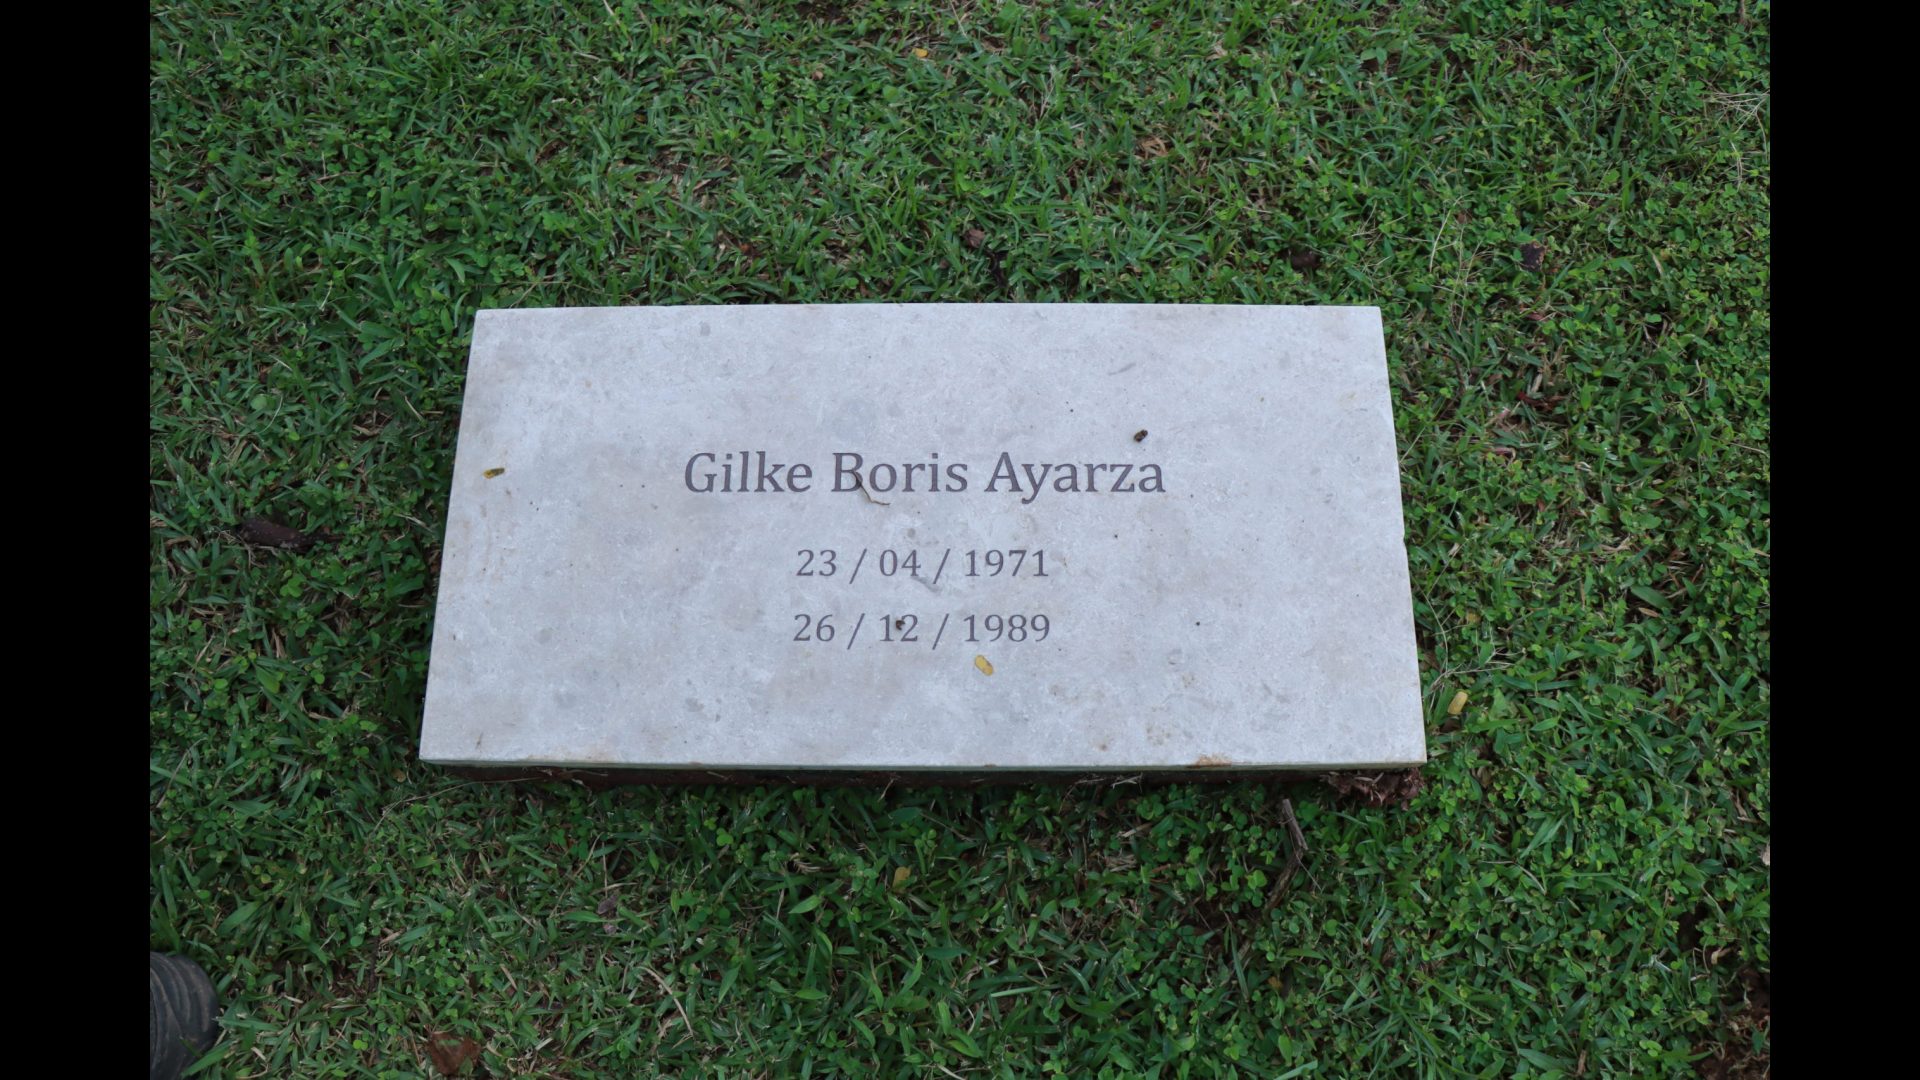 Gilke Boris Ayarza
23 / 04 / 1971
26 / 12 / 1989